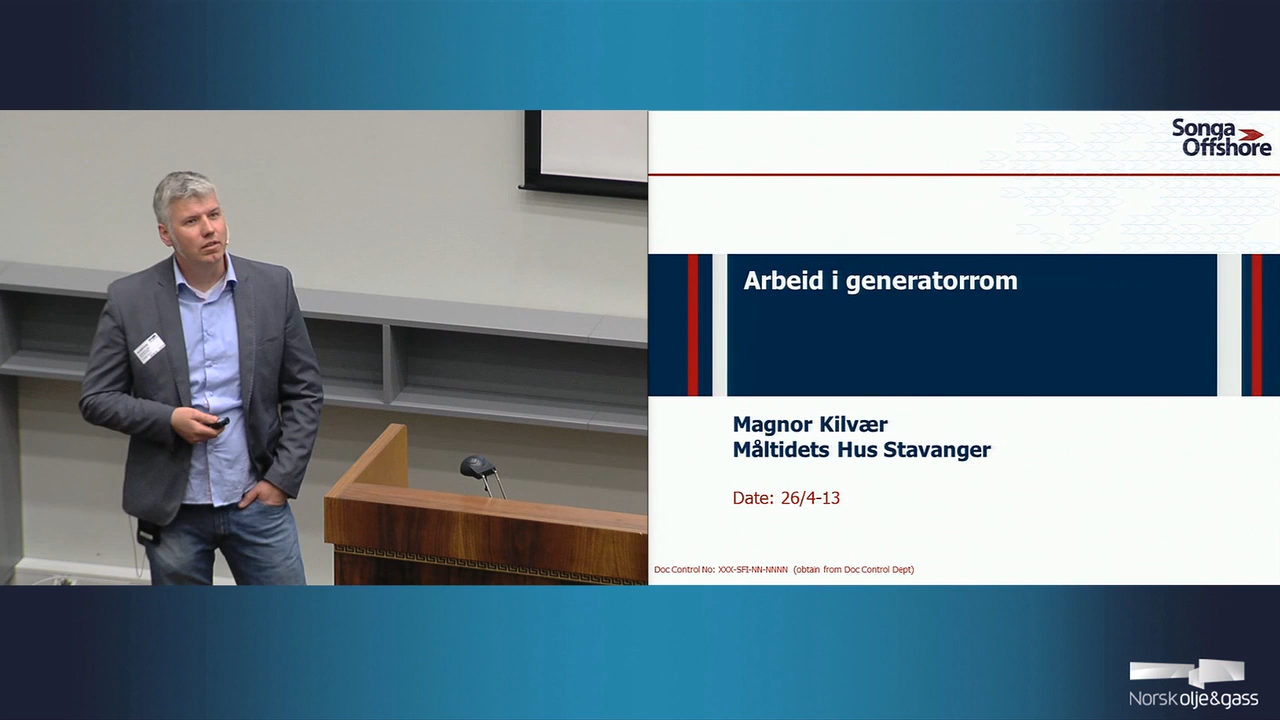 Songa
Offshore
Arbeid i generatorrom
Magnor Kilvær
Måltidets Hus Stavanger
Date: 26/4-13
Doc Control No: XXX-SFI-NN-NNNN (obtain from Doc Control Dept)
Norsk olje&gass